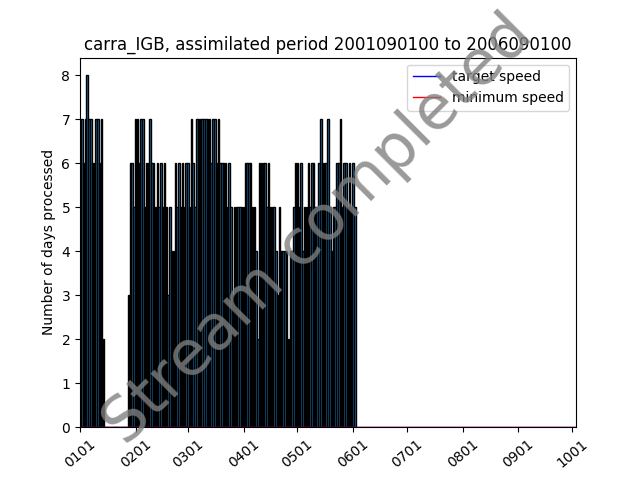 carra_IGB, assimilated period 2001090100 to 2006090100
target speed
minimum speed
Number of days processed
8
7
6
5
4
3
2
1
0
0101 0201 0301 0401 0501 0601 0701 0801 0901 1001
Stream completed